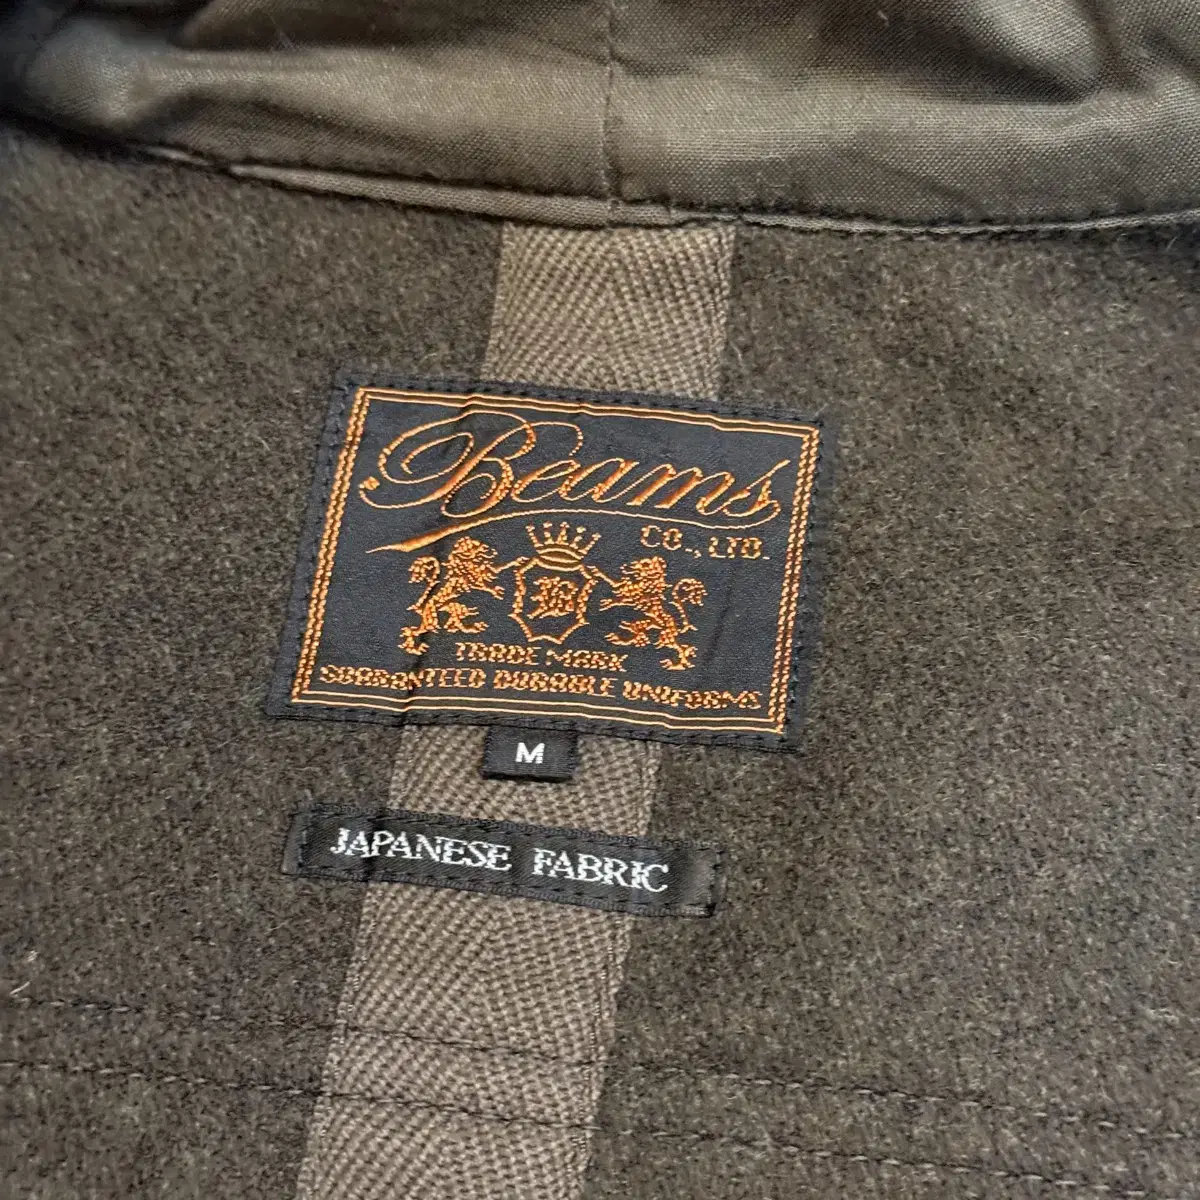 Beams
CO., LTD.
B
TRADE MARK
GUARANTEED DURABLE UNIFORMS
M
JAPANESE FABRIC